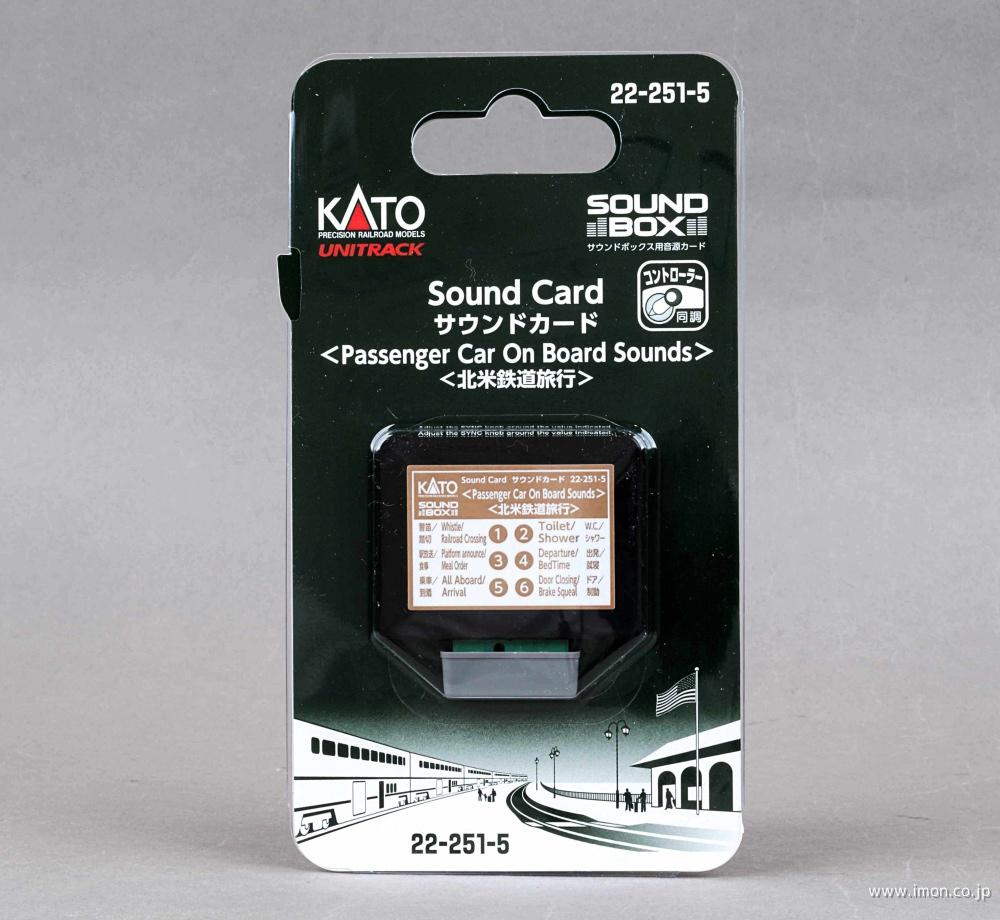 22-251-5
KATO
PRECISION RAILROAD MODELS
UNITRACK
SOUND
BOX
サウンドボックス用音源カード
コントローラー
同調
Sound Card
サウンドカード
<Passenger Car On Board Sounds>
<北米鉄道旅行>
Adjust the SYNC knob around the value indicated.
KATO
PRECISION RAILROAD MODELS
SOUND
BOX
Sound Card サウンドカード 22-251-5
<Passenger Car On Board Sounds>
<北米鉄道旅行>
警笛/ Whistle/ 1 2 Toilet/ W.C./
踏切 Railroad Crossing Shower シャワー
駅放送/ Platform announce/ 3 4 Departure/ 出発/
食事 Meal Order BedTime 就寝
乗車/ All Aboard/ 5 6 Door Closing/ ドア/
到着 Arrival Brake Squeal 制動
22-251-5
www.imon.co.jp